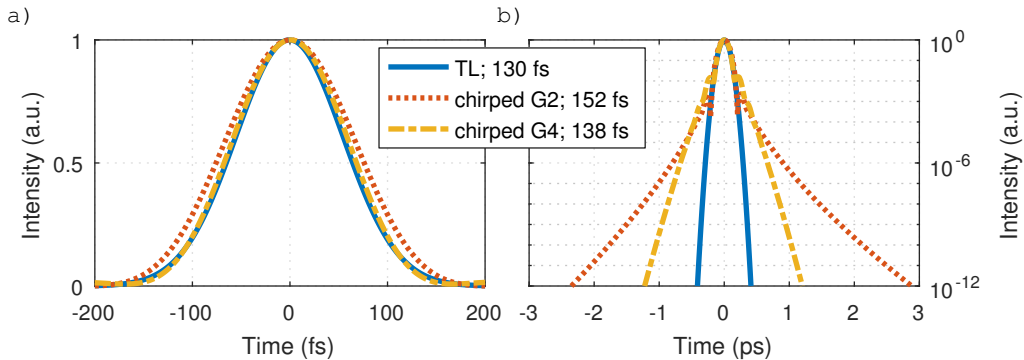 a)
b)
1
0.5
0
Intensity (a.u.)
-200
-100
0
100
200
Time (fs)
TL; 130 fs
chirped G2; 152 fs
chirped G4; 138 fs
10^0
10^-6
10^-12
Intensity (a.u.)
-3
-2
-1
0
1
2
3
Time (ps)